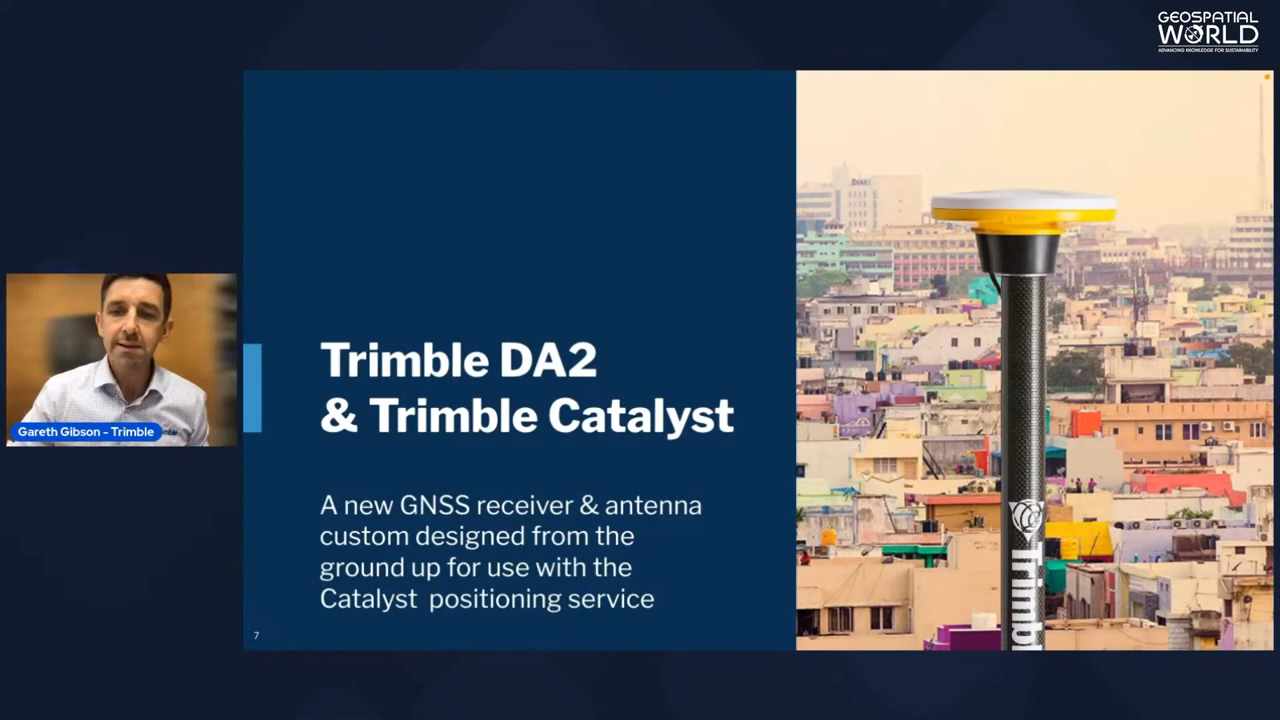 GEOSPATIAL
WORLD
ADVANCING KNOWLEDGE FOR SUSTAINABILITY
Trimble DA2
& Trimble Catalyst
A new GNSS receiver & antenna
custom designed from the
ground up for use with the
Catalyst positioning service
7
Gareth Gibson - Trimble
Trimbl